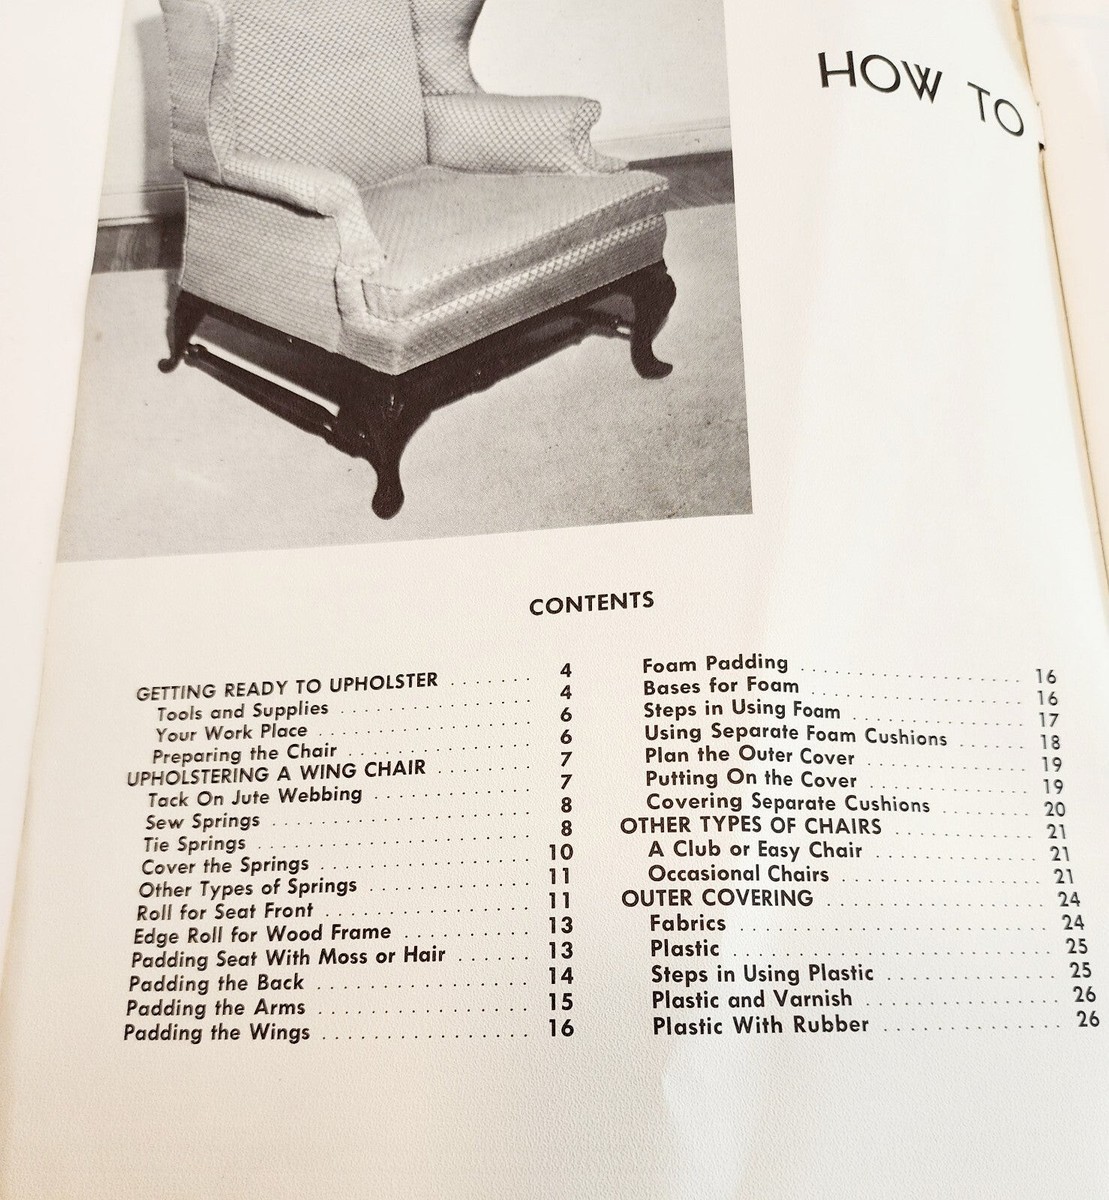 HOW TO
CONTENTS
GETTING READY TO UPHOLSTER ....... 4
Tools and Supplies ................ 4
Your Work Place ................ 6
Preparing the Chair ............... 6
UPHOLSTERING A WING CHAIR ........ 7
Tack On Jute Webbing ............. 7
Sew Springs ..................... 8
Tie Springs ...................... 8
Cover the Springs ................. 10
Other Types of Springs ............. 11
Roll for Seat Front ................ 11
Edge Roll for Wood Frame .......... 13
Padding Seat With Moss or Hair ...... 13
Padding the Back ................. 14
Padding the Arms ................. 15
Padding the Wings ................. 16
Foam Padding .................... 16
Bases for Foam ................... 16
Steps in Using Foam ................ 17
Using Separate Foam Cushions ...... 18
Plan the Outer Cover .............. 19
Putting On the Cover .............. 19
Covering Separate Cushions ........ 20
OTHER TYPES OF CHAIRS ............ 21
A Club or Easy Chair .............. 21
Occasional Chairs ................. 21
OUTER COVERING .................. 24
Fabrics .......................... 24
Plastic .......................... 25
Steps in Using Plastic .............. 25
Plastic and Varnish ................ 26
Plastic With Rubber ............... 26